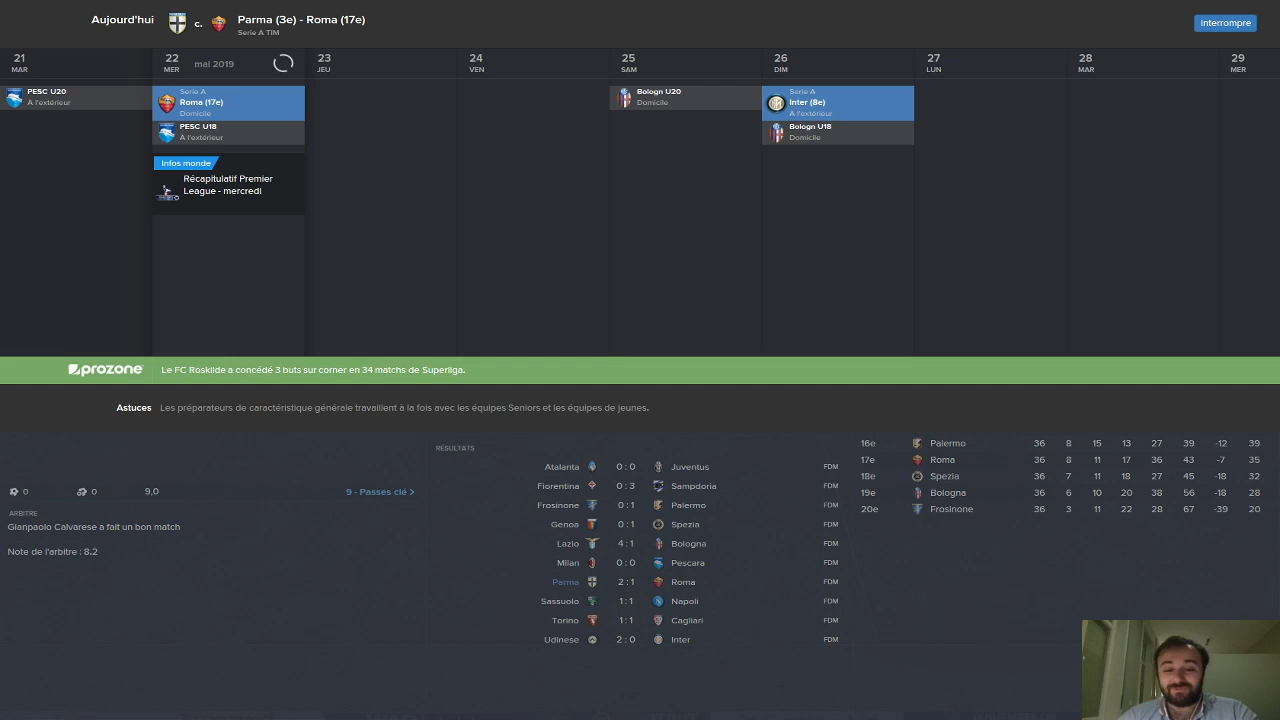 Aujourd'hui
c.
Parma (3e) - Roma (17e)
Serie A TIM
Interrompre
21
MAR
22
MER
mai 2019
23
JEU
24
VEN
25
SAM
26
DIM
27
LUN
28
MAR
29
MER
PESC U20
À l'extérieur
Serie A
Roma (17e)
Domicile
PESC U18
À l'extérieur
Bologn U20
Domicile
Serie A
Inter (8e)
À l'extérieur
Bologn U18
Domicile
Infos monde
Récapitulatif Premier
League - mercredi
prozone
Le FC Roskilde a concédé 3 buts sur corner en 34 matchs de Superliga.
Astuces
Les préparateurs de caractéristique générale travaillent à la fois avec les équipes Seniors et les équipes de jeunes.
0
0
9,0
9 - Passes clé >
ARBITRE
Gianpaolo Calvarese a fait un bon match
Note de l'arbitre : 8.2
RÉSULTATS
Atalanta 0 : 0 Juventus FDM
Fiorentina 0 : 3 Sampdoria FDM
Frosinone 0 : 1 Palermo FDM
Genoa 0 : 1 Spezia FDM
Lazio 4 : 1 Bologna FDM
Milan 0 : 0 Pescara FDM
Parma 2 : 1 Roma FDM
Sassuolo 1 : 1 Napoli FDM
Torino 1 : 1 Cagliari FDM
Udinese 2 : 0 Inter FDM
16e Palermo 36 8 15 13 27 39 -12 39
17e Roma 36 8 11 17 36 43 -7 35
18e Spezia 36 7 11 18 27 45 -18 32
19e Bologna 36 6 10 20 38 56 -18 28
20e Frosinone 36 3 11 22 28 67 -39 20